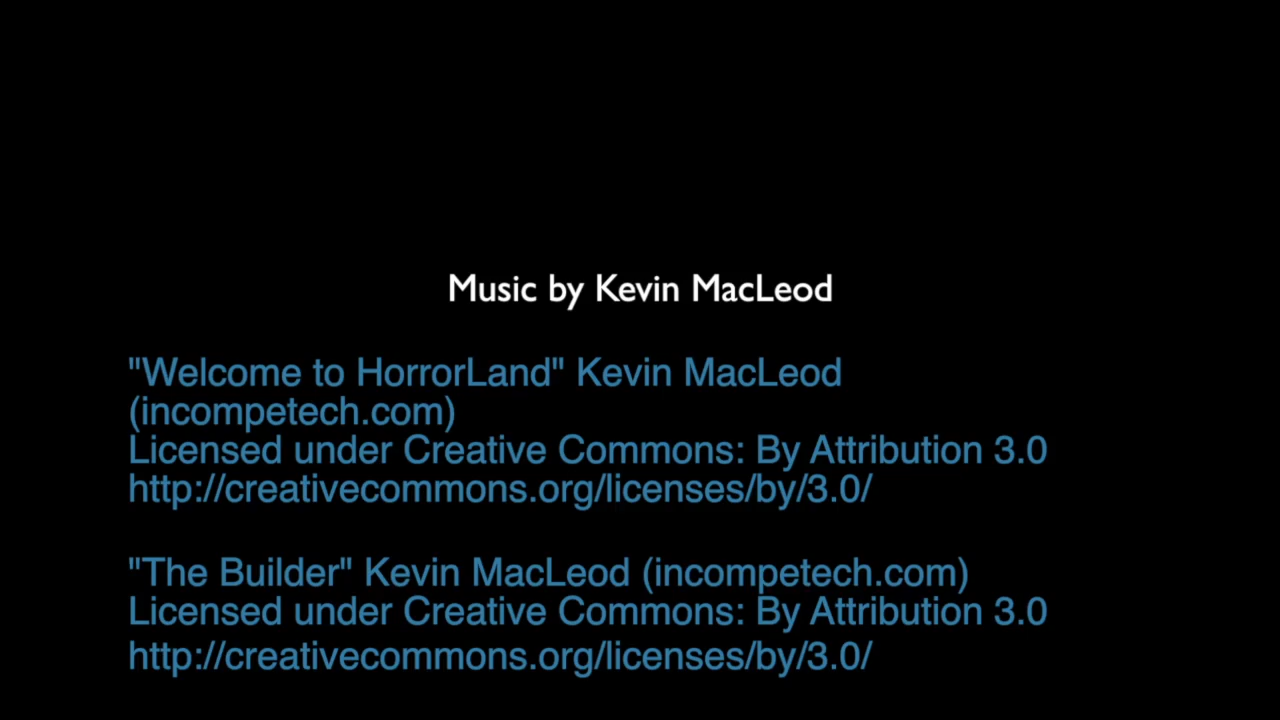 Music by Kevin MacLeod
"Welcome to HorrorLand" Kevin MacLeod
(incompetech.com)
Licensed under Creative Commons: By Attribution 3.0
http://creativecommons.org/licenses/by/3.0/
"The Builder" Kevin MacLeod (incompetech.com)
Licensed under Creative Commons: By Attribution 3.0
http://creativecommons.org/licenses/by/3.0/